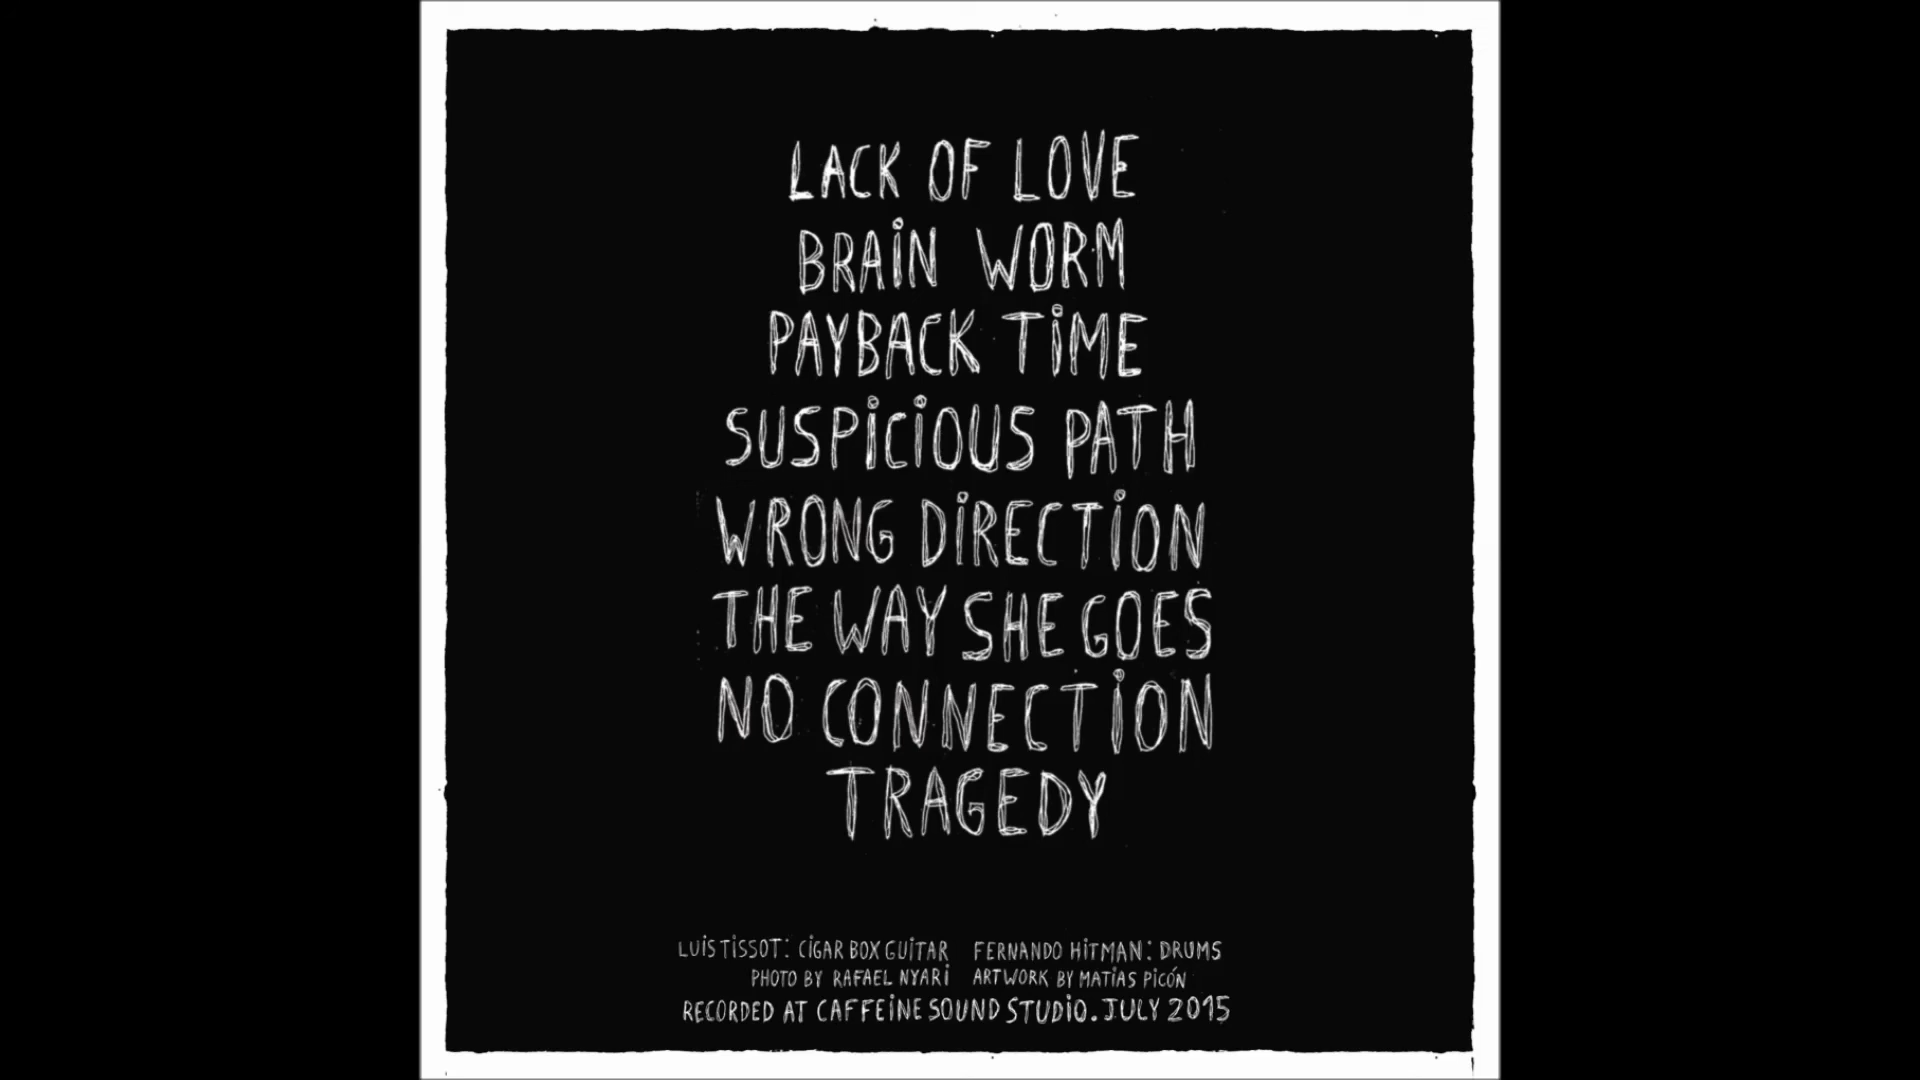 LACK OF LOVE
BRAIN WORM
PAYBACK TIME
SUSPICIOUS PATH
WRONG DIRECTION
THE WAY SHE GOES
NO CONNECTION
TRAGEDY
LUIS TISSOT: CIGAR BOX GUITAR FERNANDO HITMAN: DRUMS
PHOTO BY RAFAEL NYARI ARTWORK BY MATIAS PICÓN
RECORDED AT CAFFEINE SOUND STUDIO. JULY 2015